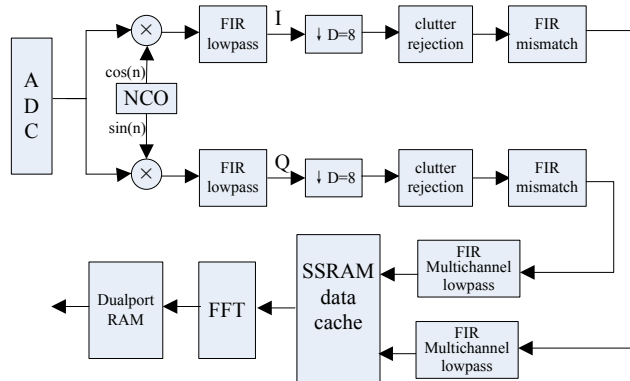 A
D
C
×
cos(n)
NCO
sin(n)
×
FIR
lowpass
I
↓ D=8
clutter
rejection
FIR
mismatch
FIR
lowpass
Q
↓ D=8
clutter
rejection
FIR
mismatch
FIR
Multichannel
lowpass
FIR
Multichannel
lowpass
SSRAM
data
cache
FFT
Dualport
RAM